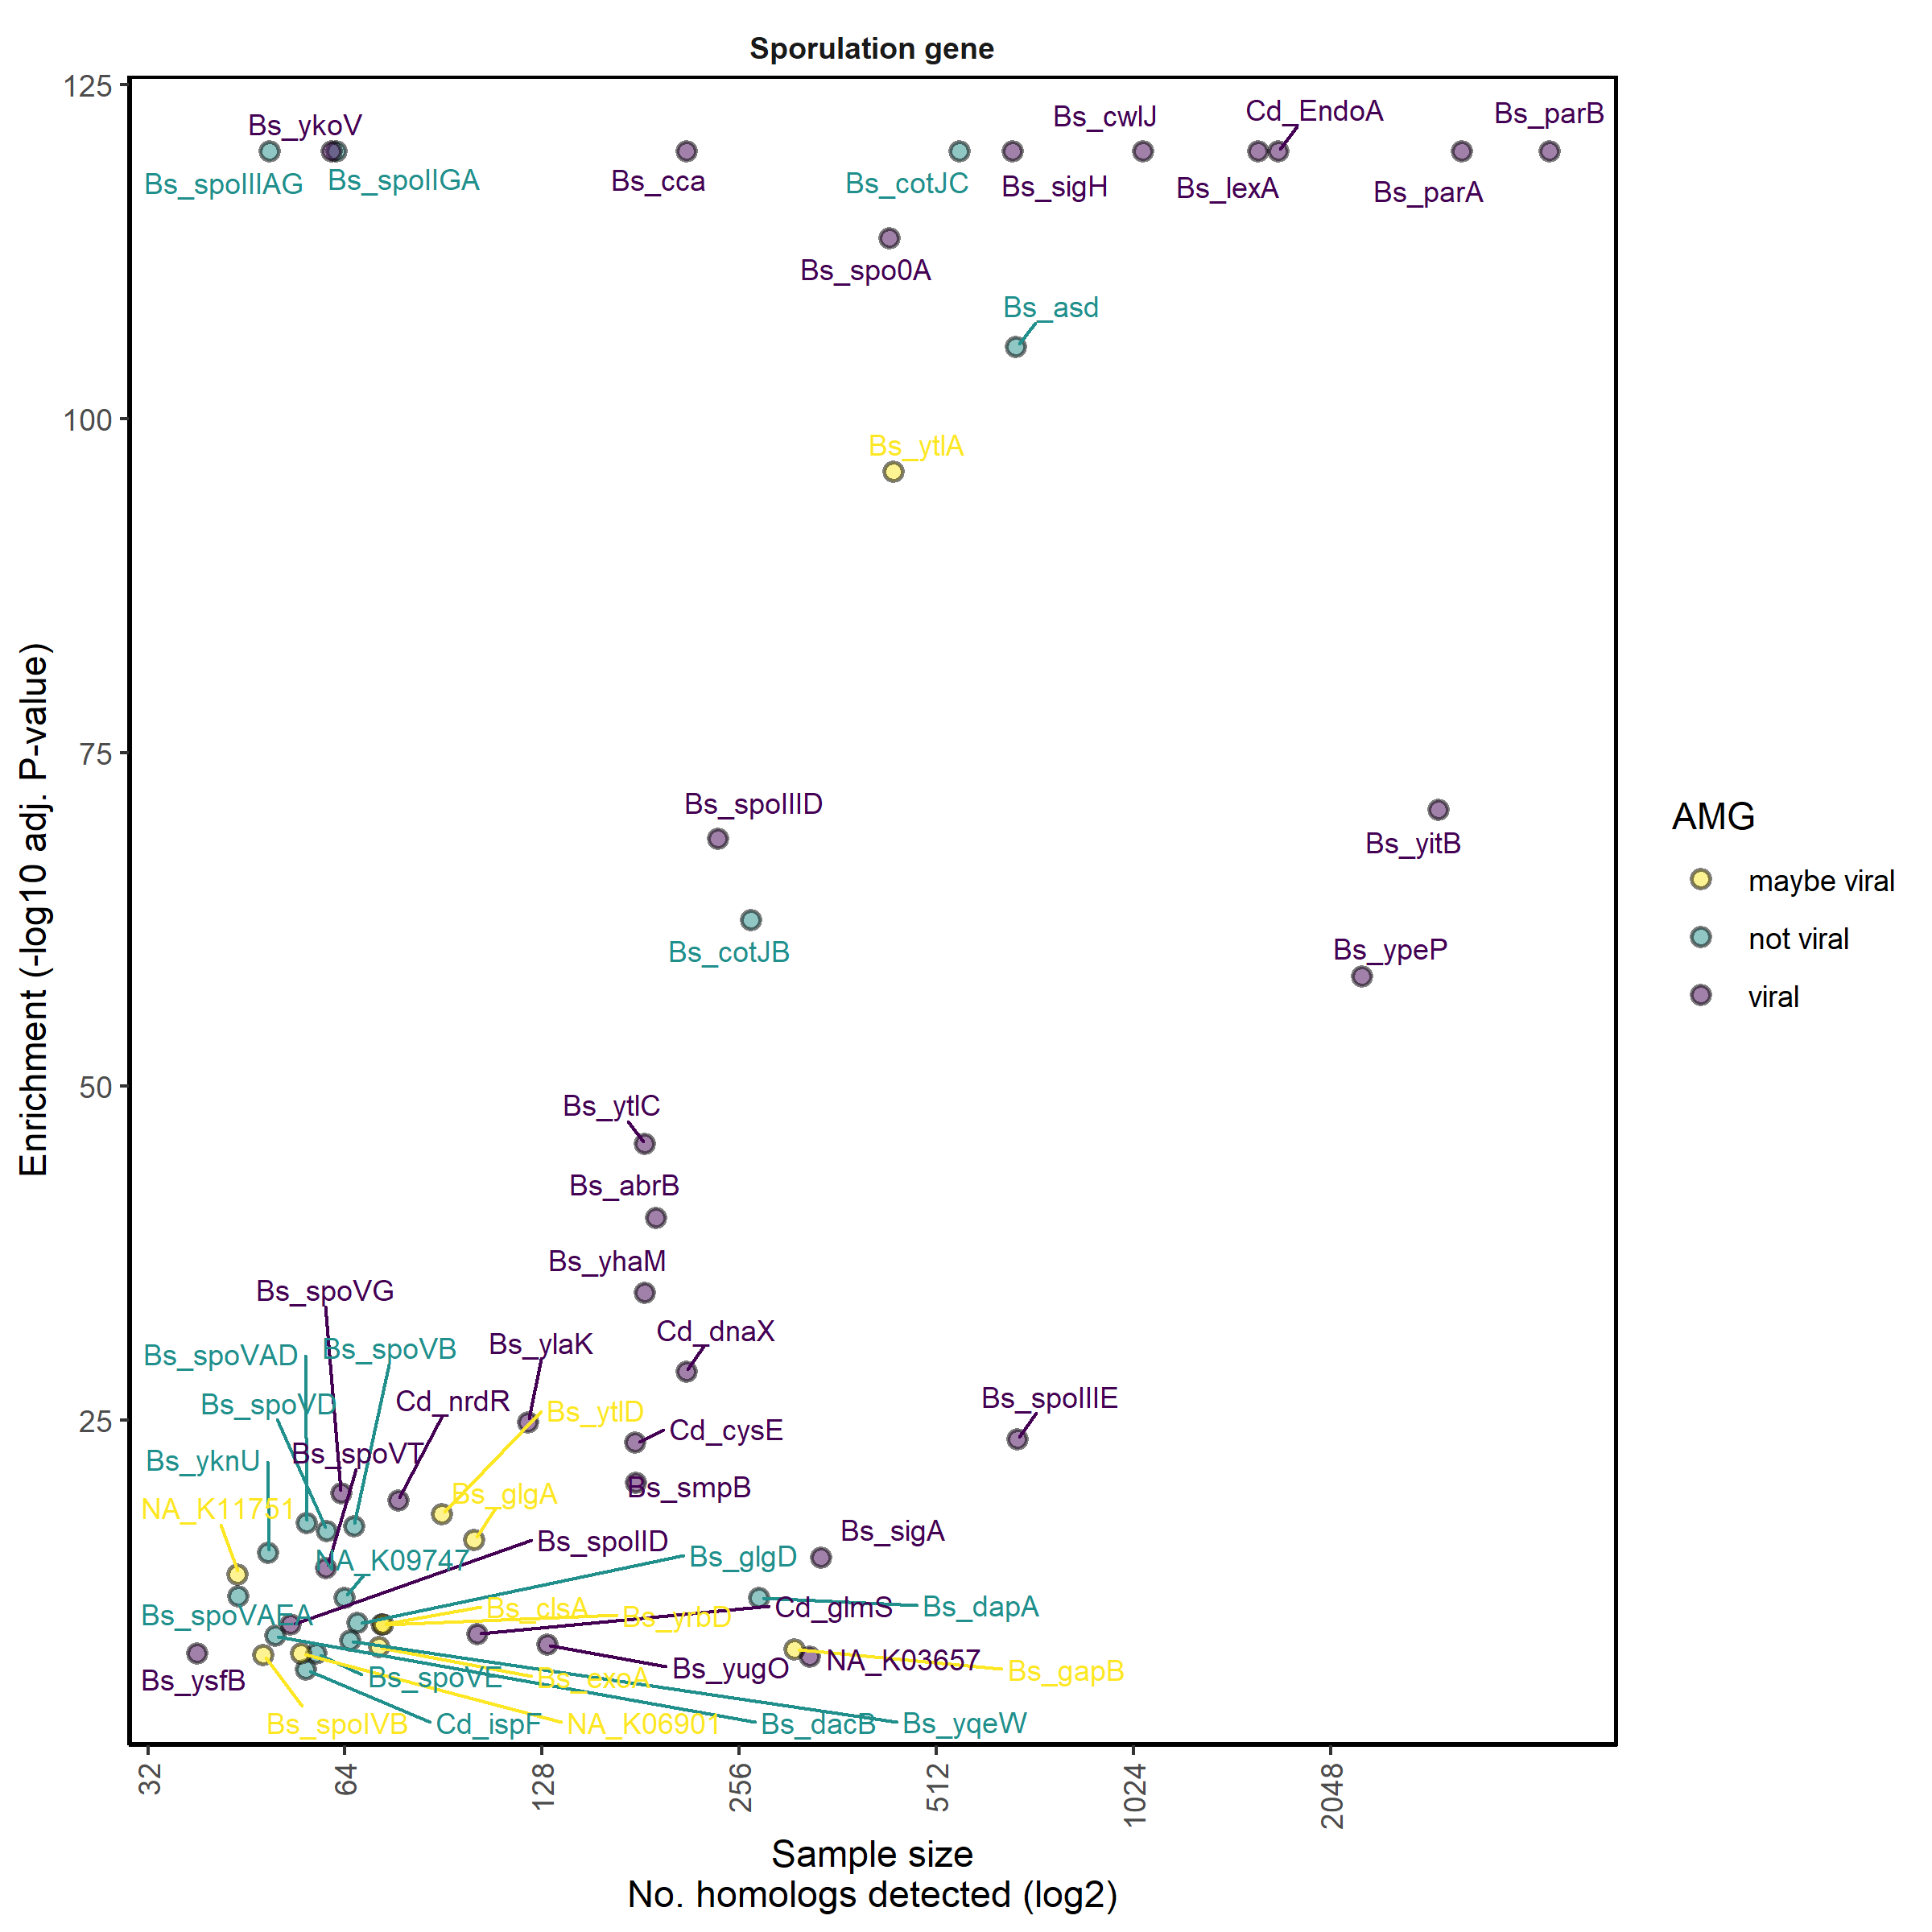 Sporulation gene
125
100
75
50
25
Enrichment (-log10 adj. P-value)
Bs_ykoV
Bs_cwlJ
Cd_EndoA
Bs_parB
Bs_spoIIIAG
Bs_spoIIGA
Bs_cca
Bs_cotJC
Bs_sigH
Bs_lexA
Bs_parA
Bs_spo0A
Bs_asd
Bs_ytlA
Bs_spoIIID
Bs_yitB
Bs_cotJB
Bs_ypeP
Bs_ytlC
Bs_abrB
Bs_yhaM
Bs_spoVG
Cd_dnaX
Bs_spoVAD
Bs_spoVB
Bs_ylaK
Bs_spoVD
Cd_nrdR
Bs_ytlD
Bs_spoIIIE
Cd_cysE
Bs_spoVT
Bs_yknU
Bs_smpB
NA_K11751
Bs_glgA
Bs_sigA
Bs_spoIID
NA_K09747
Bs_glgD
Bs_spoVAEA
Bs_clsA
Bs_yrbD
Cd_glmS
Bs_dapA
Bs_ysfB
Bs_spoVE
Bs_exoA
Bs_yugO
NA_K03657
Bs_gapB
Bs_spoIVB
Cd_ispF
NA_K06901
Bs_dacB
Bs_yqeW
32
64
128
256
512
1024
2048
Sample size
No. homologs detected (log2)
AMG
maybe viral
not viral
viral